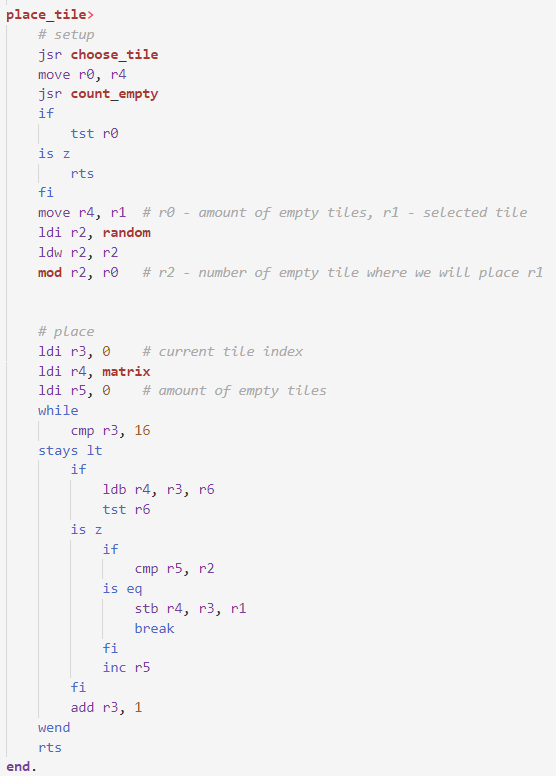 place_tile>
    # setup
    jsr choose_tile
    move r0, r4
    jsr count_empty
    if
        tst r0
    is z
        rts
    fi
    move r4, r1  # r0 - amount of empty tiles, r1 - selected tile
    ldi r2, random
    ldw r2, r2
    mod r2, r0   # r2 - number of empty tile where we will place r1

    # place
    ldi r3, 0    # current tile index
    ldi r4, matrix
    ldi r5, 0    # amount of empty tiles
    while
        cmp r3, 16
    stays lt
        if
            ldb r4, r3, r6
            tst r6
        is z
            if
                cmp r5, r2
            is eq
                stb r4, r3, r1
                break
            fi
            inc r5
        fi
        add r3, 1
    wend
    rts
end.